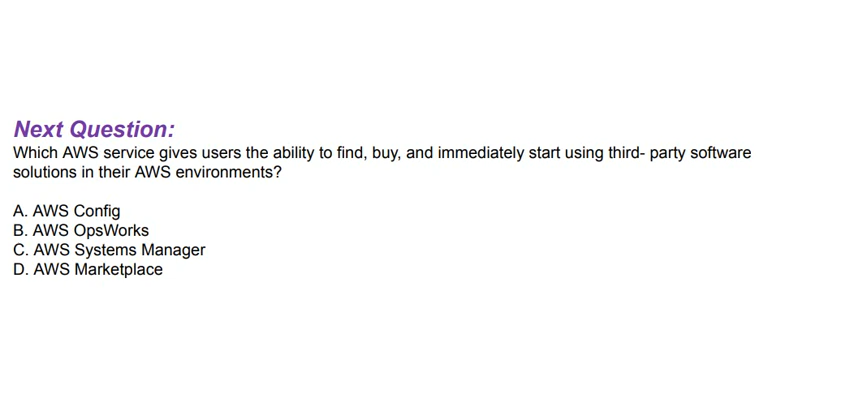 Next Question:
Which AWS service gives users the ability to find, buy, and immediately start using third- party software
solutions in their AWS environments?
A. AWS Config
B. AWS OpsWorks
C. AWS Systems Manager
D. AWS Marketplace